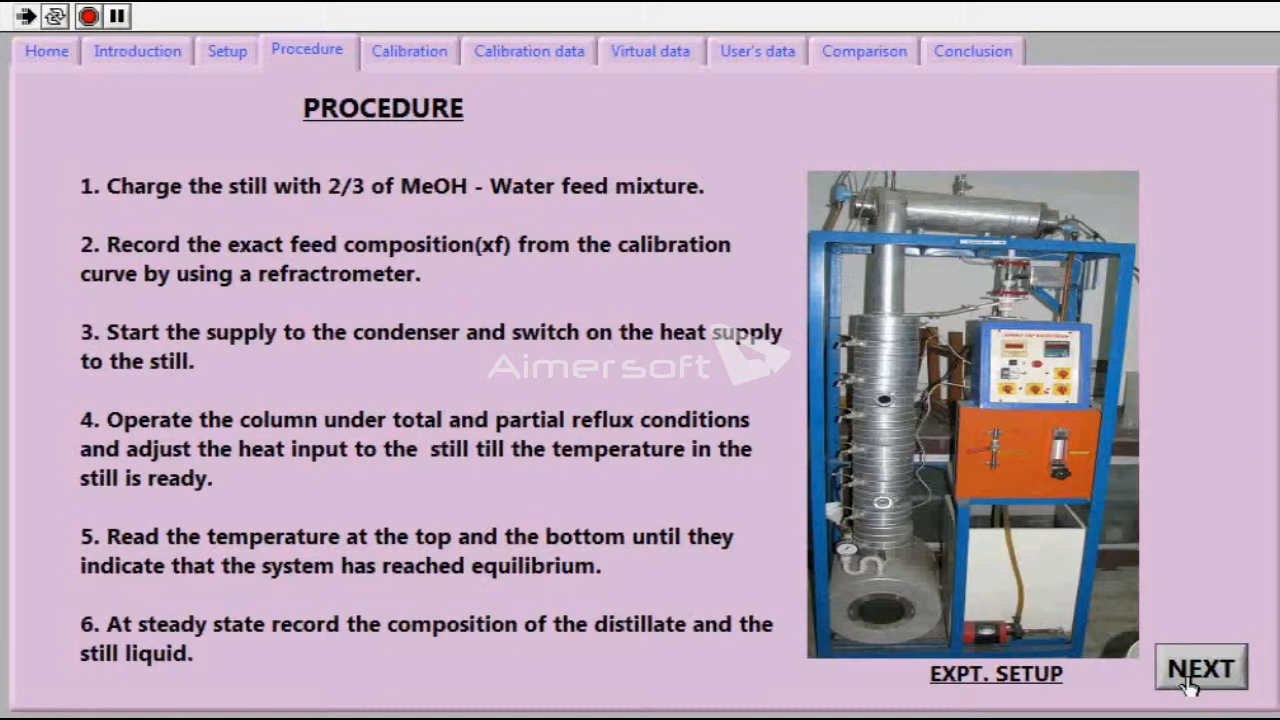 Home Introduction Setup Procedure Calibration Calibration data Virtual data User's data Comparison Conclusion
PROCEDURE
1. Charge the still with 2/3 of MeOH - Water feed mixture.
2. Record the exact feed composition(xf) from the calibration
curve by using a refractrometer.
3. Start the supply to the condenser and switch on the heat supply
to the still.
Aimersoft
4. Operate the column under total and partial reflux conditions
and adjust the heat input to the  still till the temperature in the
still is ready.
5. Read the temperature at the top and the bottom until they
indicate that the system has reached equilibrium.
6. At steady state record the composition of the distillate and the
still liquid.
EXPT. SETUP
NEXT